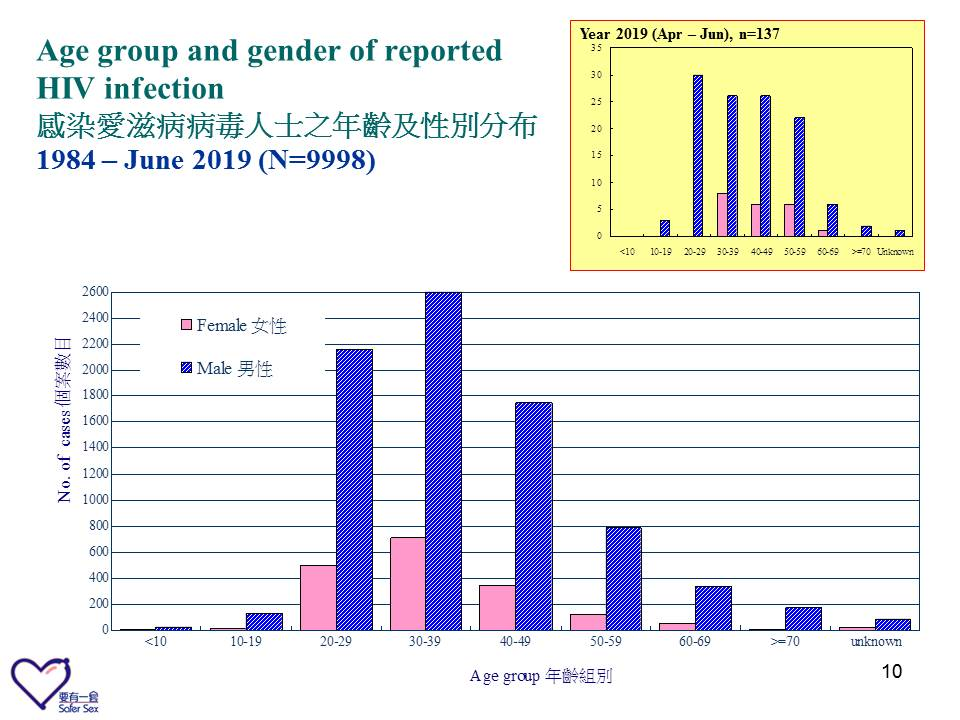 Age group and gender of reported
HIV infection
感染愛滋病病毒人士之年齡及性別分布
1984 – June 2019 (N=9998)
Year 2019 (Apr – Jun), n=137
35
30
25
20
15
10
5
0
<10 10-19 20-29 30-39 40-49 50-59 60-69 >=70 Unknown
No. of cases 個案數目
2600
2400
2200
2000
1800
1600
1400
1200
1000
800
600
400
200
0
Female 女性
Male 男性
<10 10-19 20-29 30-39 40-49 50-59 60-69 >=70 unknown
Age group 年齡組別
要有一套
Safer Sex
10